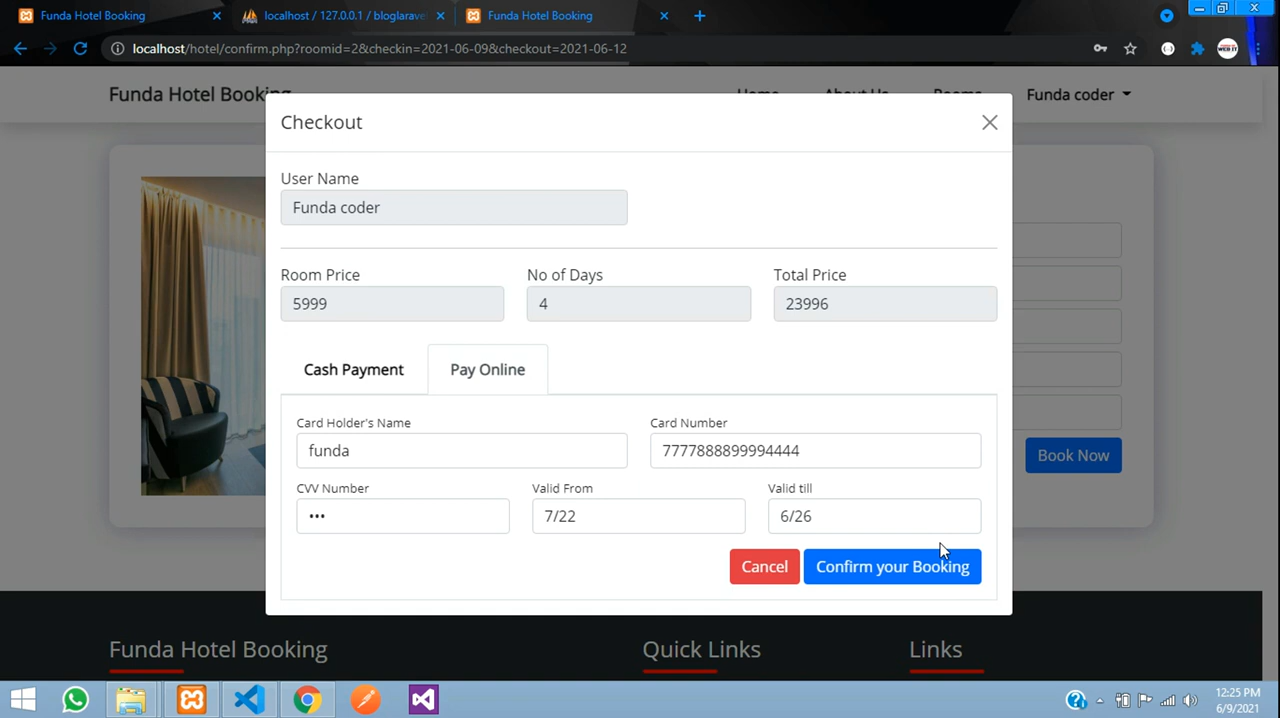 Funda Hotel Booking
localhost / 127.0.0.1 / bloglarave
Funda Hotel Booking
localhost/hotel/confirm.php?roomid=2&checkin=2021-06-09&checkout=2021-06-12
Funda Hotel Booking
Home About Us Rooms Funda coder
Checkout
User Name
Funda coder
Room Price No of Days Total Price
5999 4 23996
Cash Payment Pay Online
Card Holder's Name Card Number
funda 7777888899994444
CVV Number Valid From Valid till
••• 7/22 6/26
Cancel Confirm your Booking
Book Now
Funda Hotel Booking Quick Links Links
12:25 PM
6/9/2021